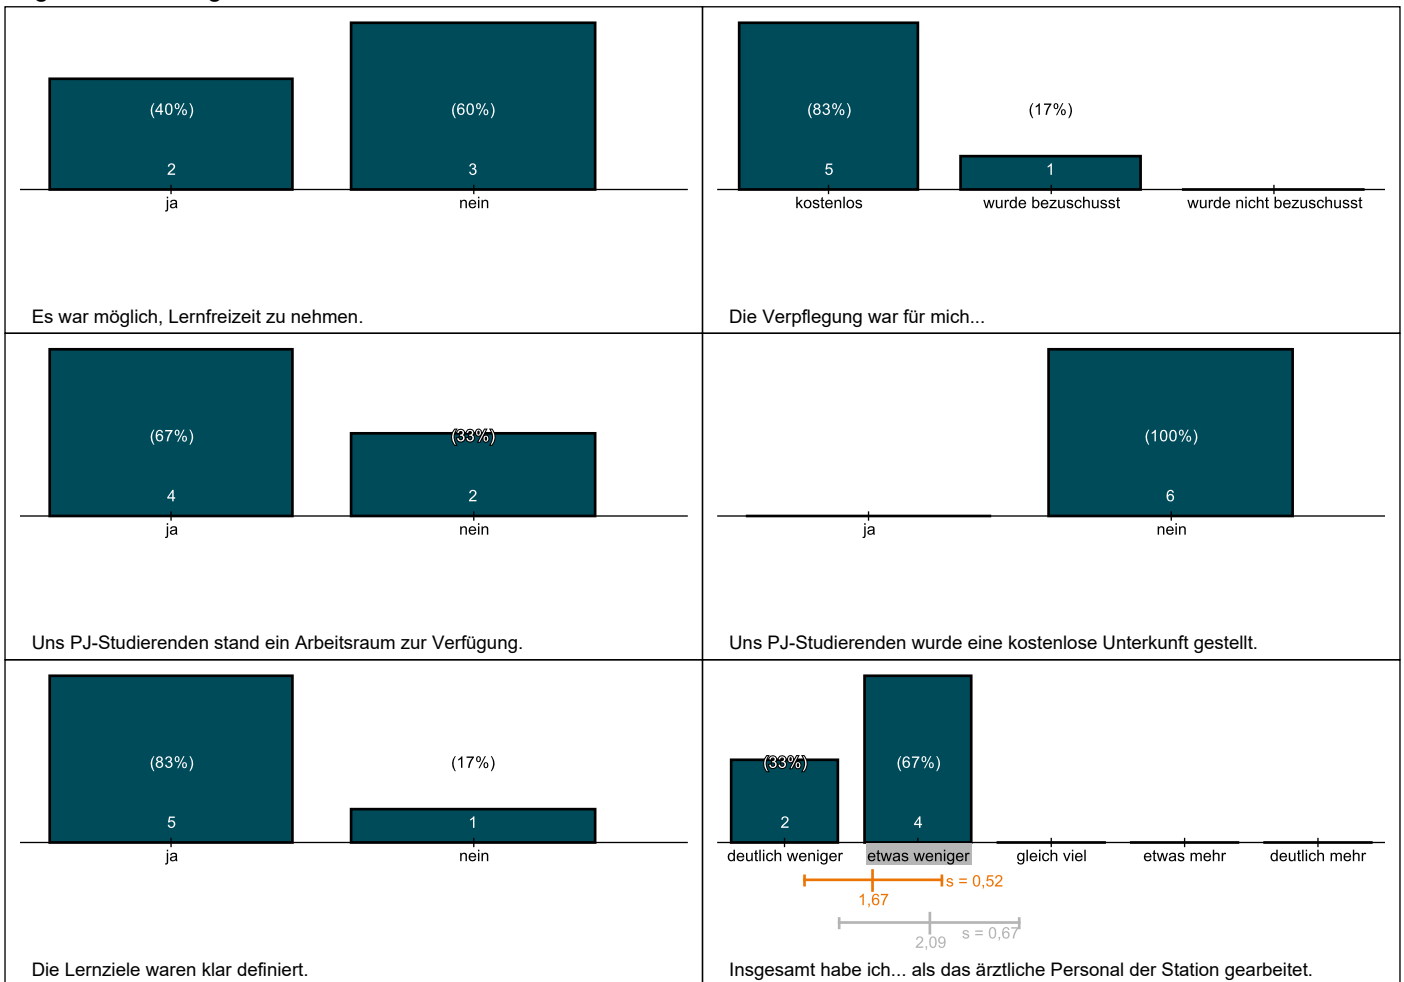 (40%)
(60%)
2
3
ja
nein
Es war möglich, Lernfreizeit zu nehmen.
(83%)
(17%)
5
1
kostenlos
wurde bezuschusst
wurde nicht bezuschusst
Die Verpflegung war für mich...
(67%)
(33%)
4
2
ja
nein
Uns PJ-Studierenden stand ein Arbeitsraum zur Verfügung.
(100%)
6
ja
nein
Uns PJ-Studierenden wurde eine kostenlose Unterkunft gestellt.
(83%)
(17%)
5
1
ja
nein
Die Lernziele waren klar definiert.
(33%)
(67%)
2
4
deutlich weniger
etwas weniger
gleich viel
etwas mehr
deutlich mehr
s = 0,52
1,67
s = 0,67
2,09
Insgesamt habe ich... als das ärztliche Personal der Station gearbeitet.